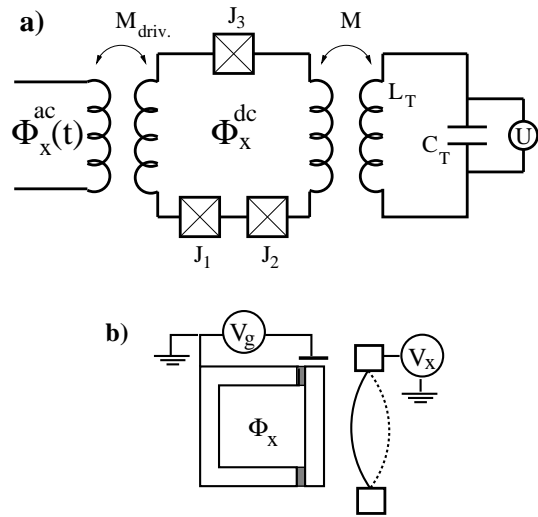 a)
M_driv.
J_3
M
Φ_x^ac(t)
Φ_x^dc
L_T
C_T
U
J_1
J_2
b)
V_g
V_x
Φ_x